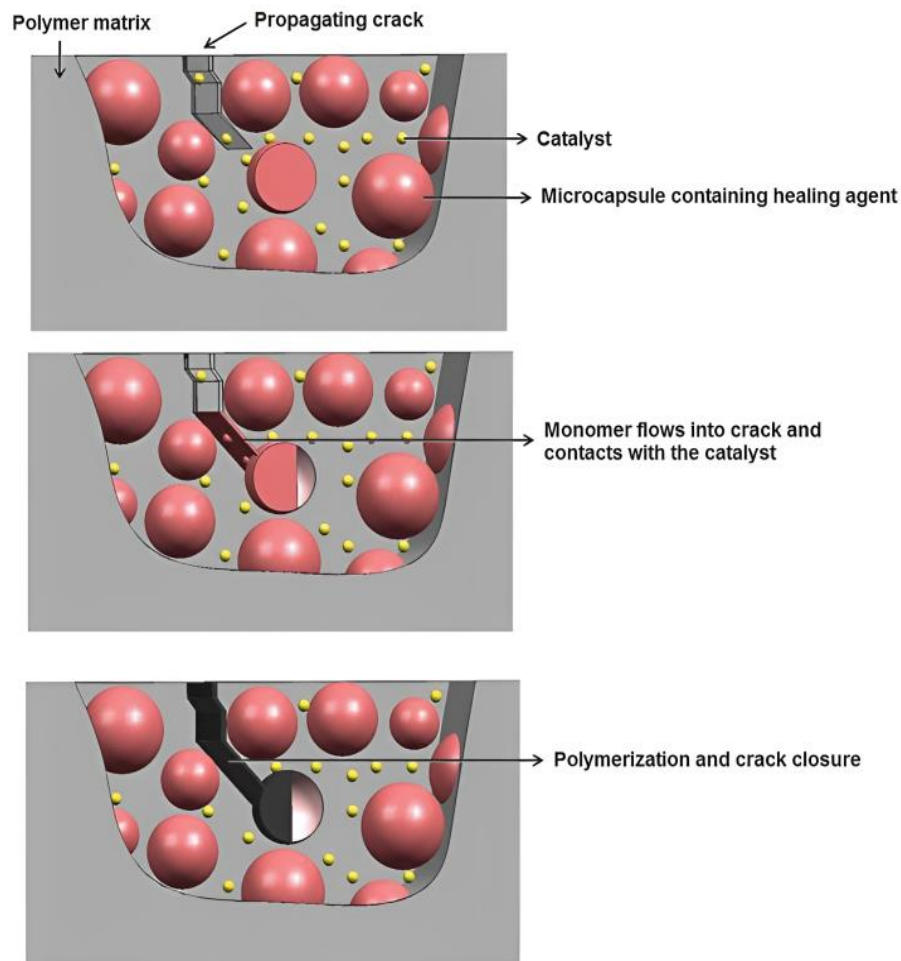 Polymer matrix
Propagating crack
Catalyst
Microcapsule containing healing agent
Monomer flows into crack and
contacts with the catalyst
Polymerization and crack closure